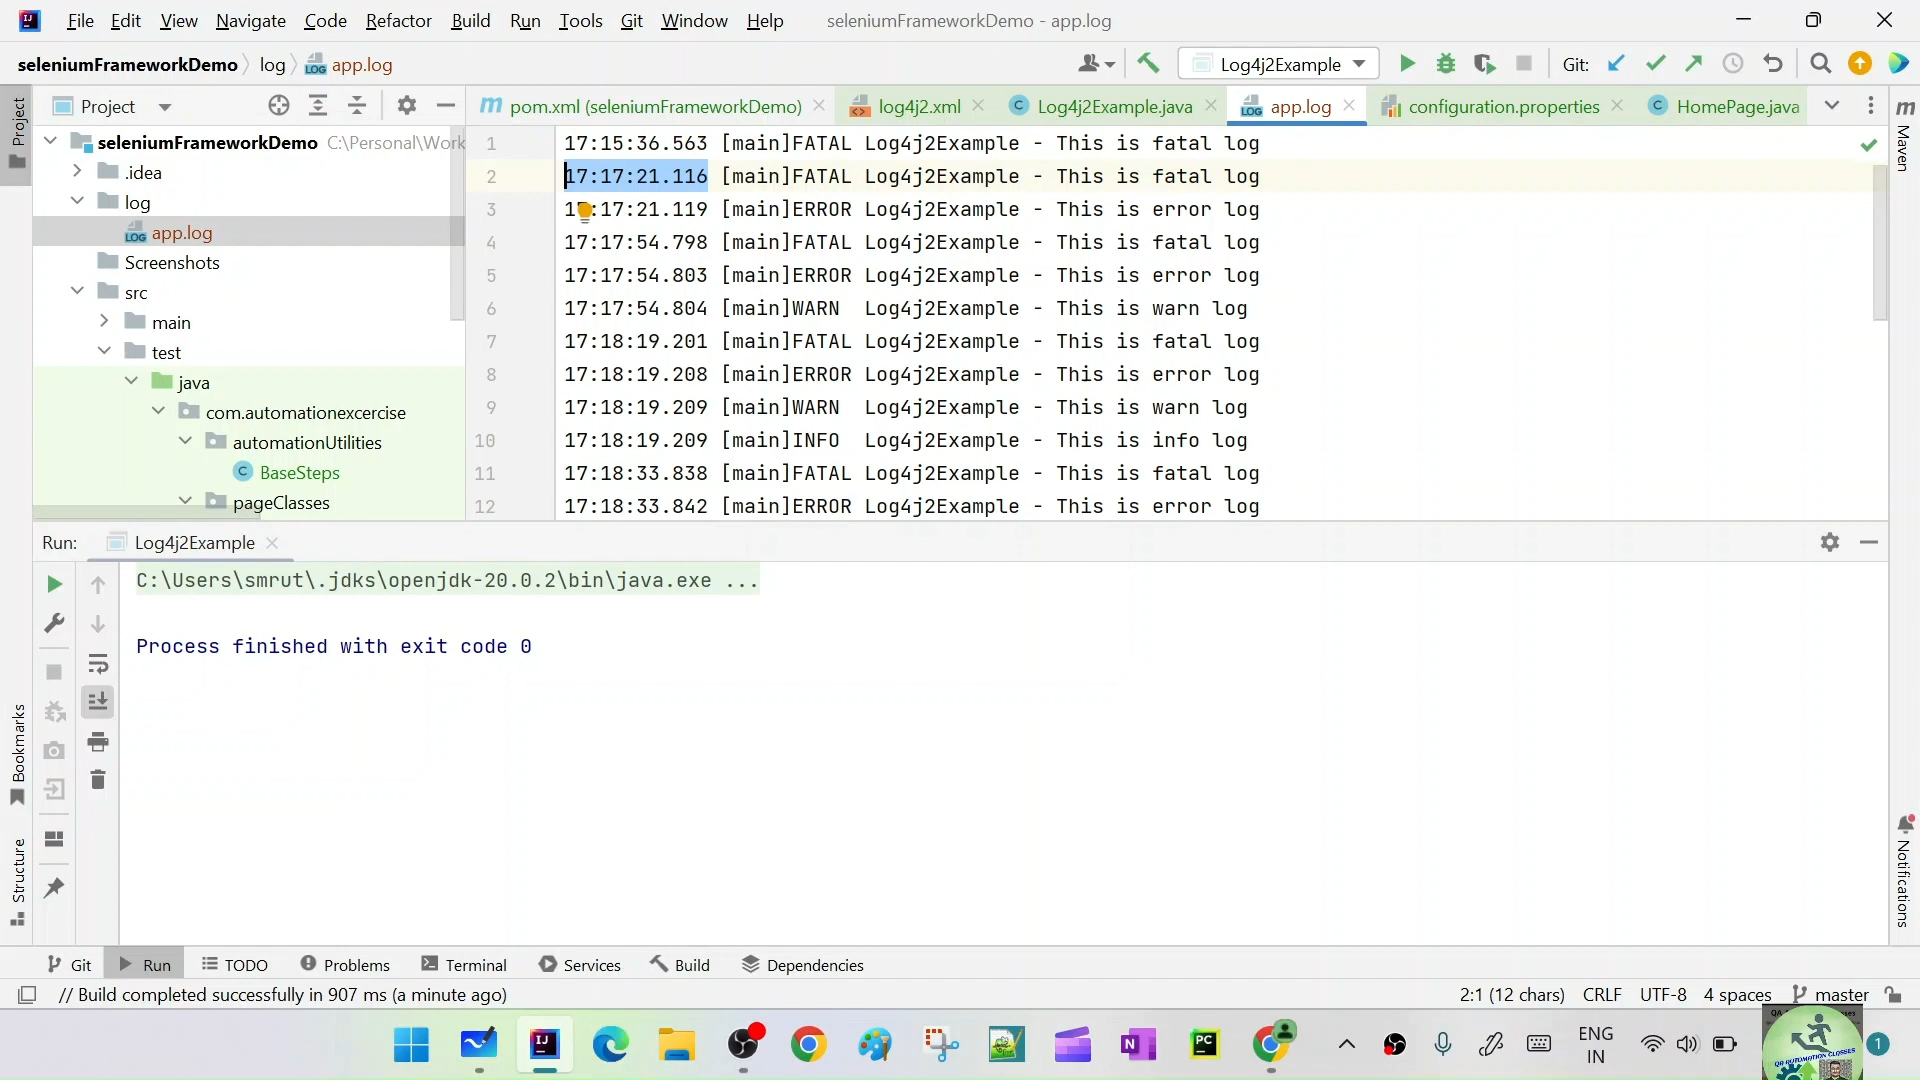 File Edit View Navigate Code Refactor Build Run Tools Git Window Help seleniumFrameworkDemo - app.log
seleniumFrameworkDemo log app.log Log4j2Example Git:
Project
pom.xml (seleniumFrameworkDemo) log4j2.xml Log4j2Example.java app.log configuration.properties HomePage.java
Project
Maven
seleniumFrameworkDemo C:\Personal\Work
.idea
log
app.log
Screenshots
src
main
test
java
com.automationexcercise
automationUtilities
BaseSteps
pageClasses
1 17:15:36.563 [main]FATAL Log4j2Example - This is fatal log
2 17:17:21.116 [main]FATAL Log4j2Example - This is fatal log
3 17:17:21.119 [main]ERROR Log4j2Example - This is error log
4 17:17:54.798 [main]FATAL Log4j2Example - This is fatal log
5 17:17:54.803 [main]ERROR Log4j2Example - This is error log
6 17:17:54.804 [main]WARN  Log4j2Example - This is warn log
7 17:18:19.201 [main]FATAL Log4j2Example - This is fatal log
8 17:18:19.208 [main]ERROR Log4j2Example - This is error log
9 17:18:19.209 [main]WARN  Log4j2Example - This is warn log
10 17:18:19.209 [main]INFO  Log4j2Example - This is info log
11 17:18:33.838 [main]FATAL Log4j2Example - This is fatal log
12 17:18:33.842 [main]ERROR Log4j2Example - This is error log
Run: Log4j2Example
C:\Users\smrut\.jdks\openjdk-20.0.2\bin\java.exe ...
Process finished with exit code 0
Bookmarks
Structure
Notifications
Git Run TODO Problems Terminal Services Build Dependencies
// Build completed successfully in 907 ms (a minute ago) 2:1 (12 chars) CRLF UTF-8 4 spaces master
ENG
IN
QA AUTOMATION CLASSES
1